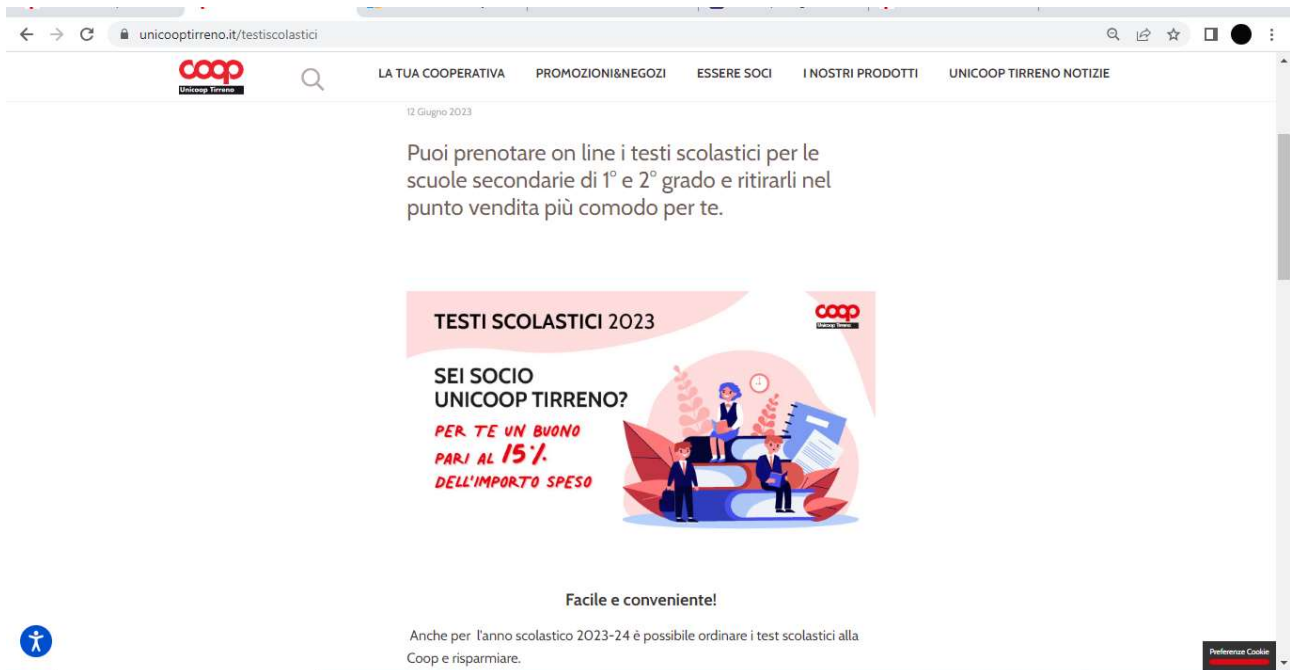 unicooptirreno.it/testiscolastici
coop
Unicoop Tirreno
LA TUA COOPERATIVA PROMOZIONI&NEGOZI ESSERE SOCI I NOSTRI PRODOTTI UNICOOP TIRRENO NOTIZIE
12 Giugno 2023
Puoi prenotare on line i testi scolastici per le
scuole secondarie di 1° e 2° grado e ritirarli nel
punto vendita più comodo per te.
TESTI SCOLASTICI 2023
coop
Unicoop Tirreno
SEI SOCIO
UNICOOP TIRRENO?
PER TE UN BUONO
PARI AL 15%
DELL'IMPORTO SPESO
Facile e conveniente!
Anche per l'anno scolastico 2023-24 è possibile ordinare i test scolastici alla
Coop e risparmiare.
Preferenze Cookie